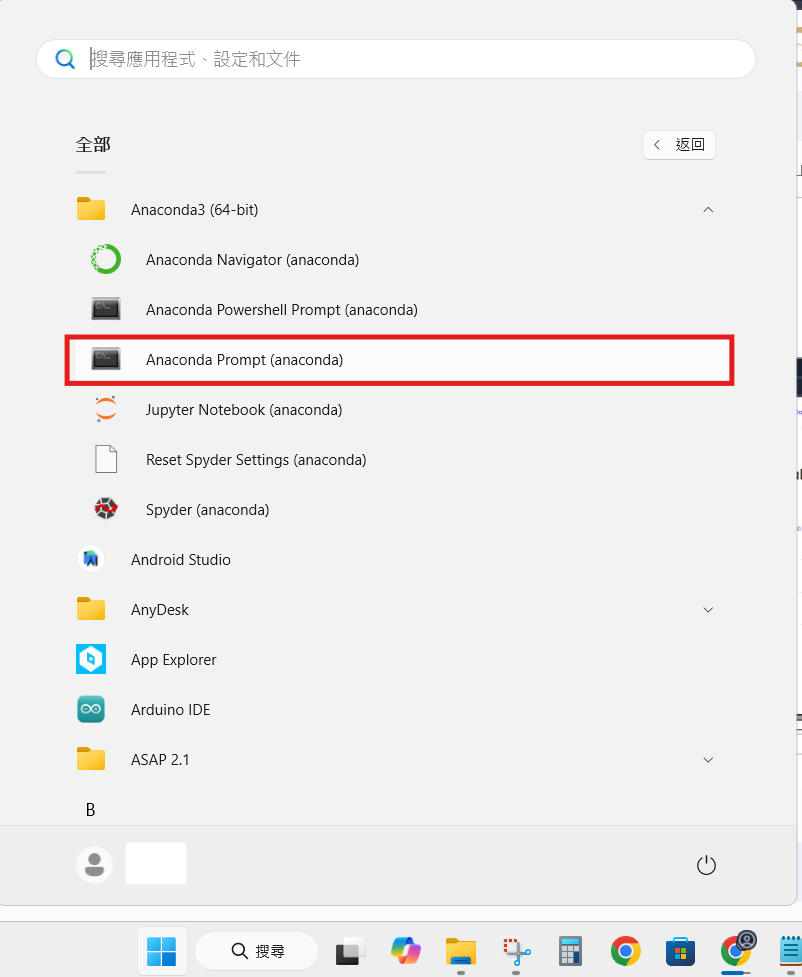 搜尋應用程式、設定和文件
全部
返回
Anaconda3 (64-bit)
Anaconda Navigator (anaconda)
Anaconda Powershell Prompt (anaconda)
Anaconda Prompt (anaconda)
Jupyter Notebook (anaconda)
Reset Spyder Settings (anaconda)
Spyder (anaconda)
Android Studio
AnyDesk
App Explorer
Arduino IDE
ASAP 2.1
B
搜尋